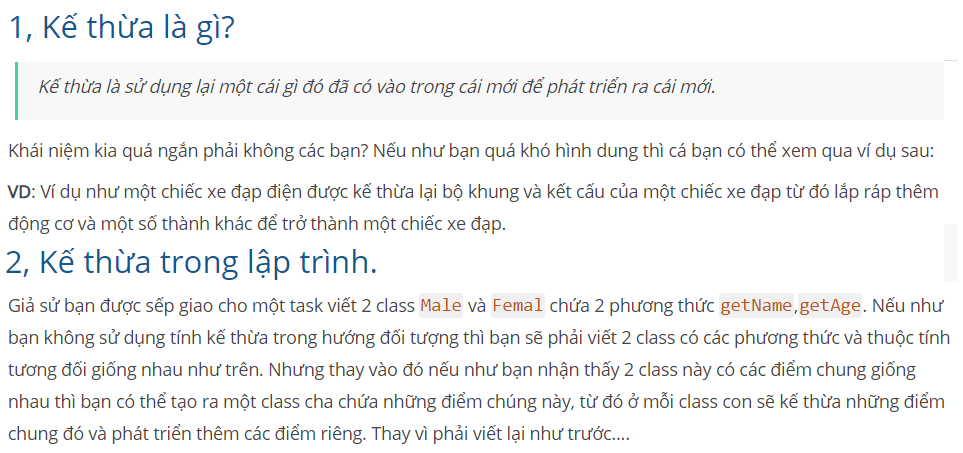 1, Kế thừa là gì?
Kế thừa là sử dụng lại một cái gì đó đã có vào trong cái mới để phát triển ra cái mới.
Khái niệm kia quá ngắn phải không các bạn? Nếu như bạn quá khó hình dung thì cá bạn có thể xem qua ví dụ sau:
VD: Ví dụ như một chiếc xe đạp điện được kế thừa lại bộ khung và kết cấu của một chiếc xe đạp từ đó lắp ráp thêm
động cơ và một số thành khác để trở thành một chiếc xe đạp.
2, Kế thừa trong lập trình.
Giả sử bạn được sếp giao cho một task viết 2 class Male và Femal chứa 2 phương thức getName,getAge. Nếu như
bạn không sử dụng tính kế thừa trong hướng đối tượng thì bạn sẽ phải viết 2 class có các phương thức và thuộc tính
tương đối giống nhau như trên. Nhưng thay vào đó nếu như bạn nhận thấy 2 class này có các điểm chung giống
nhau thì bạn có thể tạo ra một class cha chứa những điểm chúng này, từ đó ở mỗi class con sẽ kế thừa những điểm
chung đó và phát triển thêm các điểm riêng. Thay vì phải viết lại như trước....